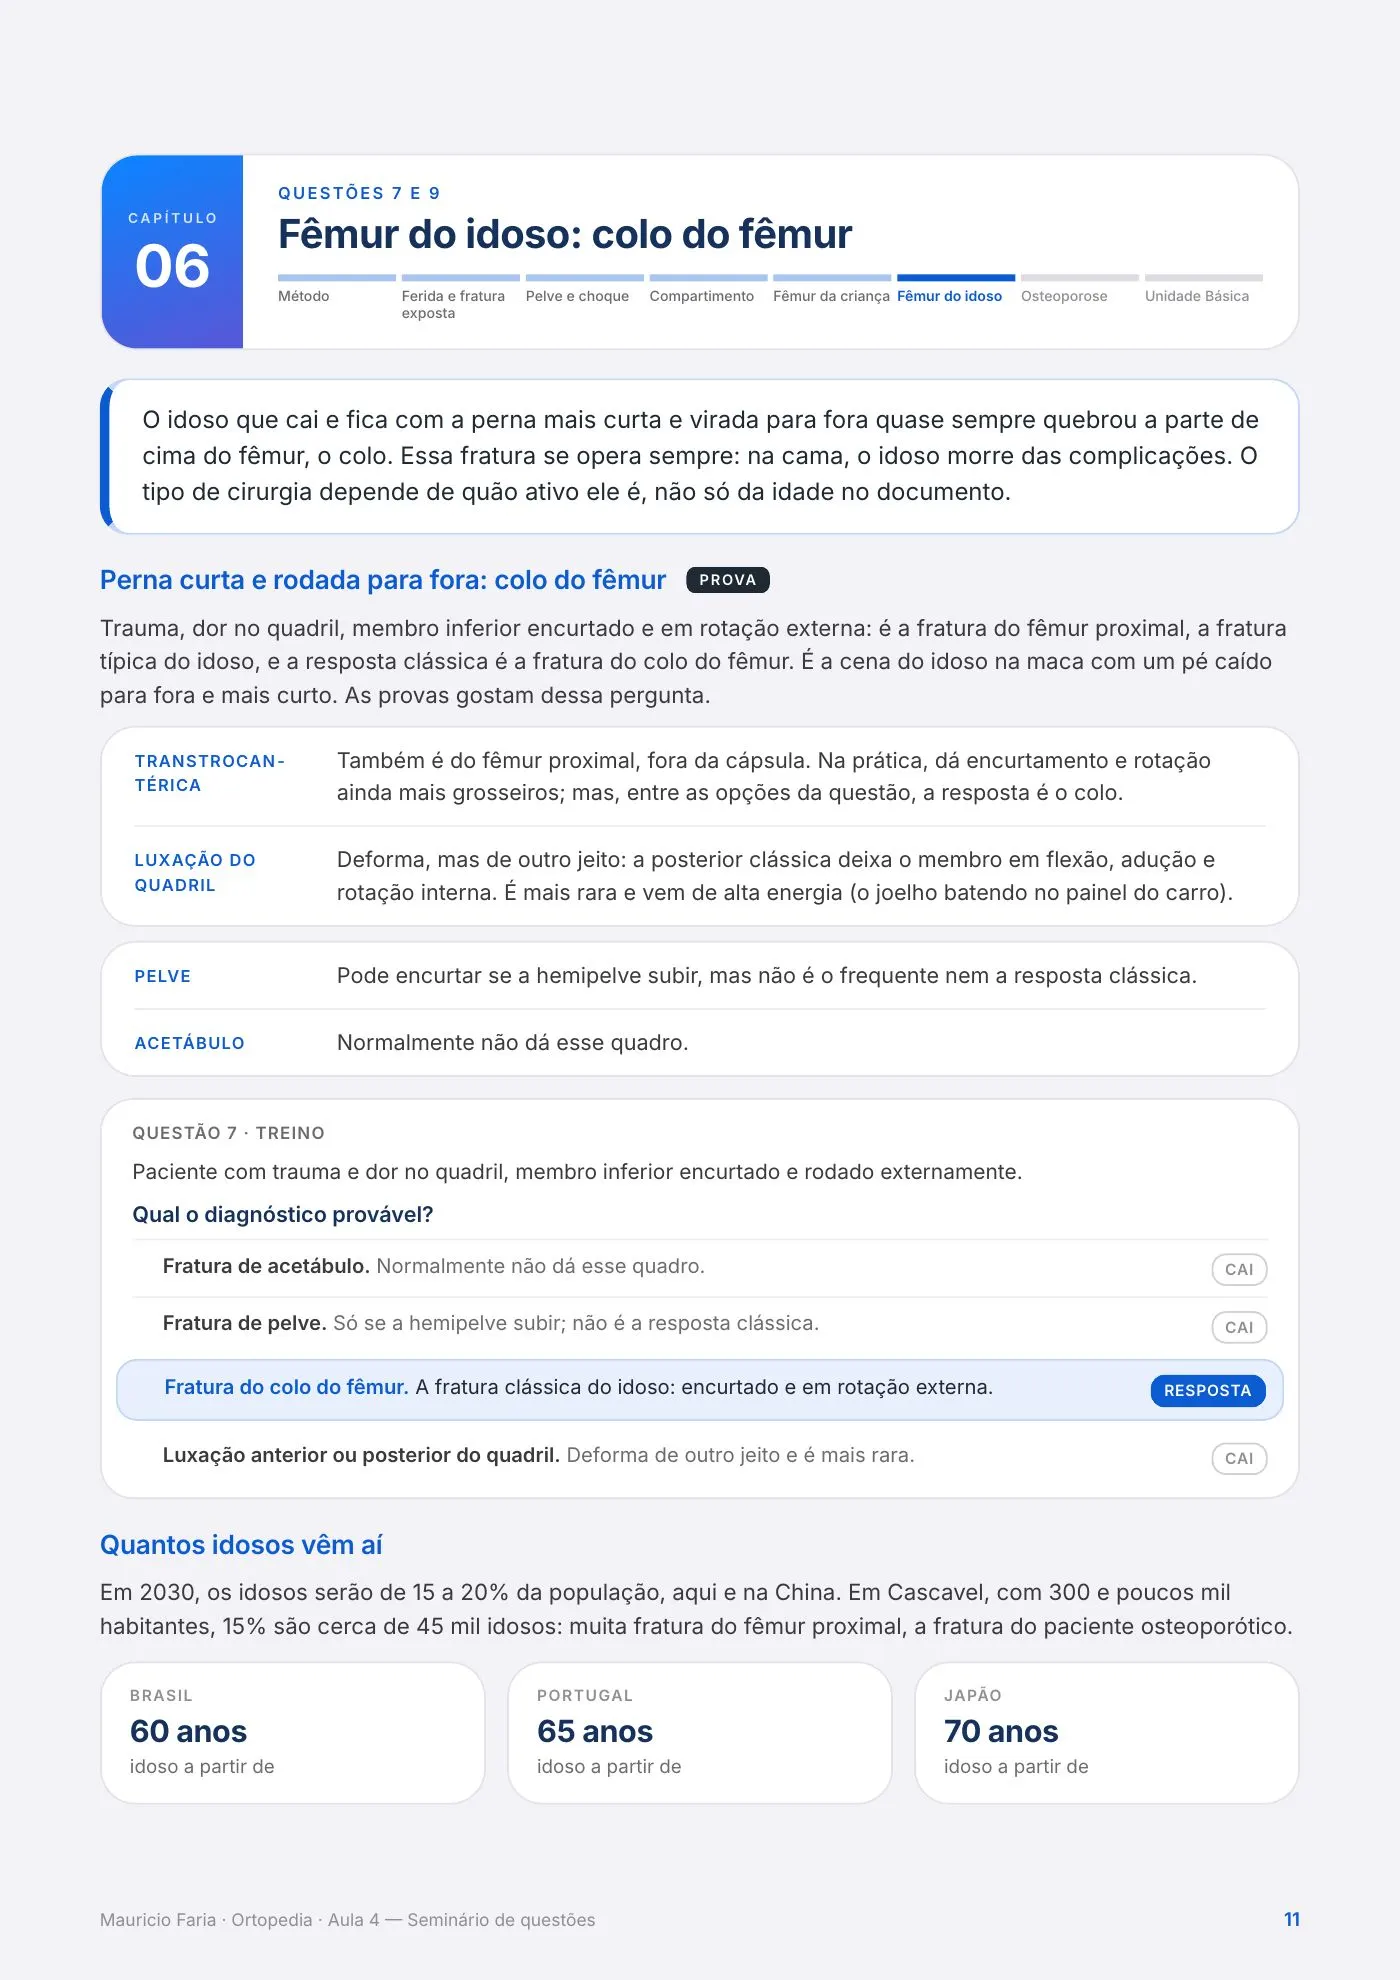 CAPÍTULO
06
QUESTÕES 7 E 9
Fêmur do idoso: colo do fêmur
Método
Ferida e fratura
exposta
Pelve e choque
Compartimento
Fêmur da criança
Fêmur do idoso
Osteoporose
Unidade Básica
O idoso que cai e fica com a perna mais curta e virada para fora quase sempre quebrou a parte de
cima do fêmur, o colo. Essa fratura se opera sempre: na cama, o idoso morre das complicações. O
tipo de cirurgia depende de quão ativo ele é, não só da idade no documento.
Perna curta e rodada para fora: colo do fêmur PROVA
Trauma, dor no quadril, membro inferior encurtado e em rotação externa: é a fratura do fêmur proximal, a fratura
típica do idoso, e a resposta clássica é a fratura do colo do fêmur. É a cena do idoso na maca com um pé caído
para fora e mais curto. As provas gostam dessa pergunta.
TRANSTROCAN-
TÉRICA
Também é do fêmur proximal, fora da cápsula. Na prática, dá encurtamento e rotação
ainda mais grosseiros; mas, entre as opções da questão, a resposta é o colo.
LUXAÇÃO DO
QUADRIL
Deforma, mas de outro jeito: a posterior clássica deixa o membro em flexão, adução e
rotação interna. É mais rara e vem de alta energia (o joelho batendo no painel do carro).
PELVE
Pode encurtar se a hemipelve subir, mas não é o frequente nem a resposta clássica.
ACETÁBULO
Normalmente não dá esse quadro.
QUESTÃO 7 · TREINO
Paciente com trauma e dor no quadril, membro inferior encurtado e rodado externamente.
Qual o diagnóstico provável?
Fratura de acetábulo. Normalmente não dá esse quadro. CAI
Fratura de pelve. Só se a hemipelve subir; não é a resposta clássica. CAI
Fratura do colo do fêmur. A fratura clássica do idoso: encurtado e em rotação externa. RESPOSTA
Luxação anterior ou posterior do quadril. Deforma de outro jeito e é mais rara. CAI
Quantos idosos vêm aí
Em 2030, os idosos serão de 15 a 20% da população, aqui e na China. Em Cascavel, com 300 e poucos mil
habitantes, 15% são cerca de 45 mil idosos: muita fratura do fêmur proximal, a fratura do paciente osteoporótico.
BRASIL
60 anos
idoso a partir de
PORTUGAL
65 anos
idoso a partir de
JAPÃO
70 anos
idoso a partir de
Mauricio Faria · Ortopedia · Aula 4 — Seminário de questões
11